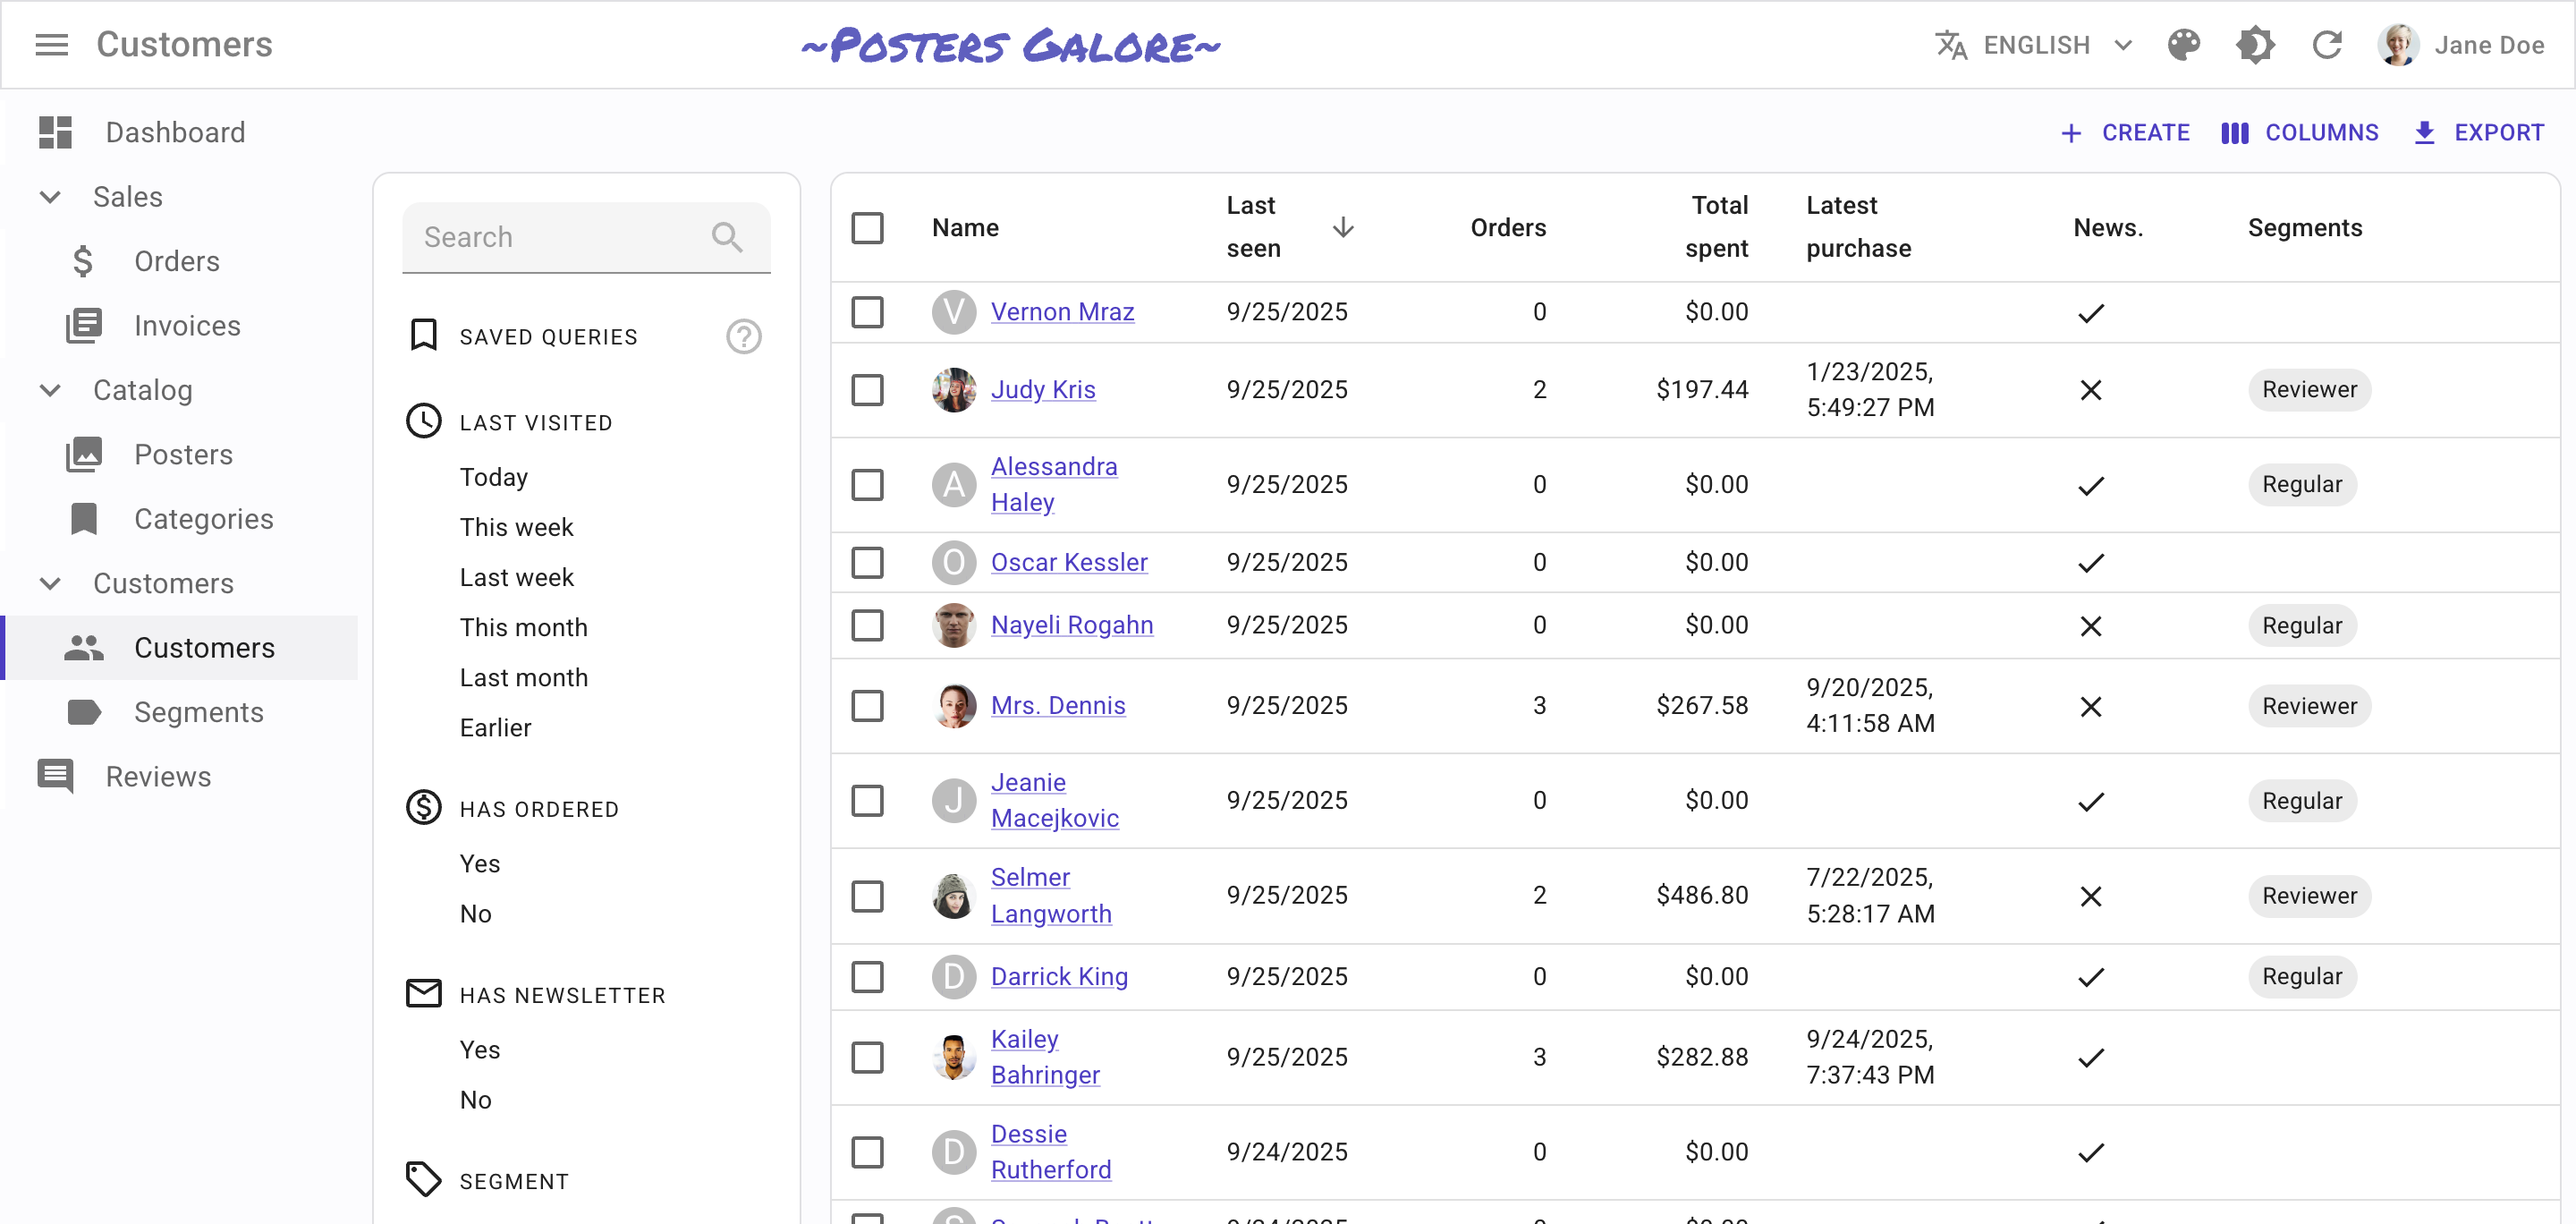 Customers
~Posters Galore~
ENGLISH
Jane Doe
Dashboard
Sales
Orders
Invoices
Catalog
Posters
Categories
Customers
Customers
Segments
Reviews
CREATE
COLUMNS
EXPORT
Search
SAVED QUERIES
?
LAST VISITED
Today
This week
Last week
This month
Last month
Earlier
HAS ORDERED
Yes
No
HAS NEWSLETTER
Yes
No
SEGMENT
Name
Last
seen
Orders
Total
spent
Latest
purchase
News.
Segments
V Vernon Mraz 9/25/2025 0 $0.00
Judy Kris 9/25/2025 2 $197.44 1/23/2025,
5:49:27 PM
Reviewer
A Alessandra
Haley
9/25/2025 0 $0.00 Regular
O Oscar Kessler 9/25/2025 0 $0.00
Nayeli Rogahn 9/25/2025 0 $0.00 Regular
Mrs. Dennis 9/25/2025 3 $267.58 9/20/2025,
4:11:58 AM
Reviewer
J Jeanie
Macejkovic
9/25/2025 0 $0.00 Regular
Selmer
Langworth
9/25/2025 2 $486.80 7/22/2025,
5:28:17 AM
Reviewer
D Darrick King 9/25/2025 0 $0.00 Regular
Kailey
Bahringer
9/25/2025 3 $282.88 9/24/2025,
7:37:43 PM
D Dessie
Rutherford
9/24/2025 0 $0.00